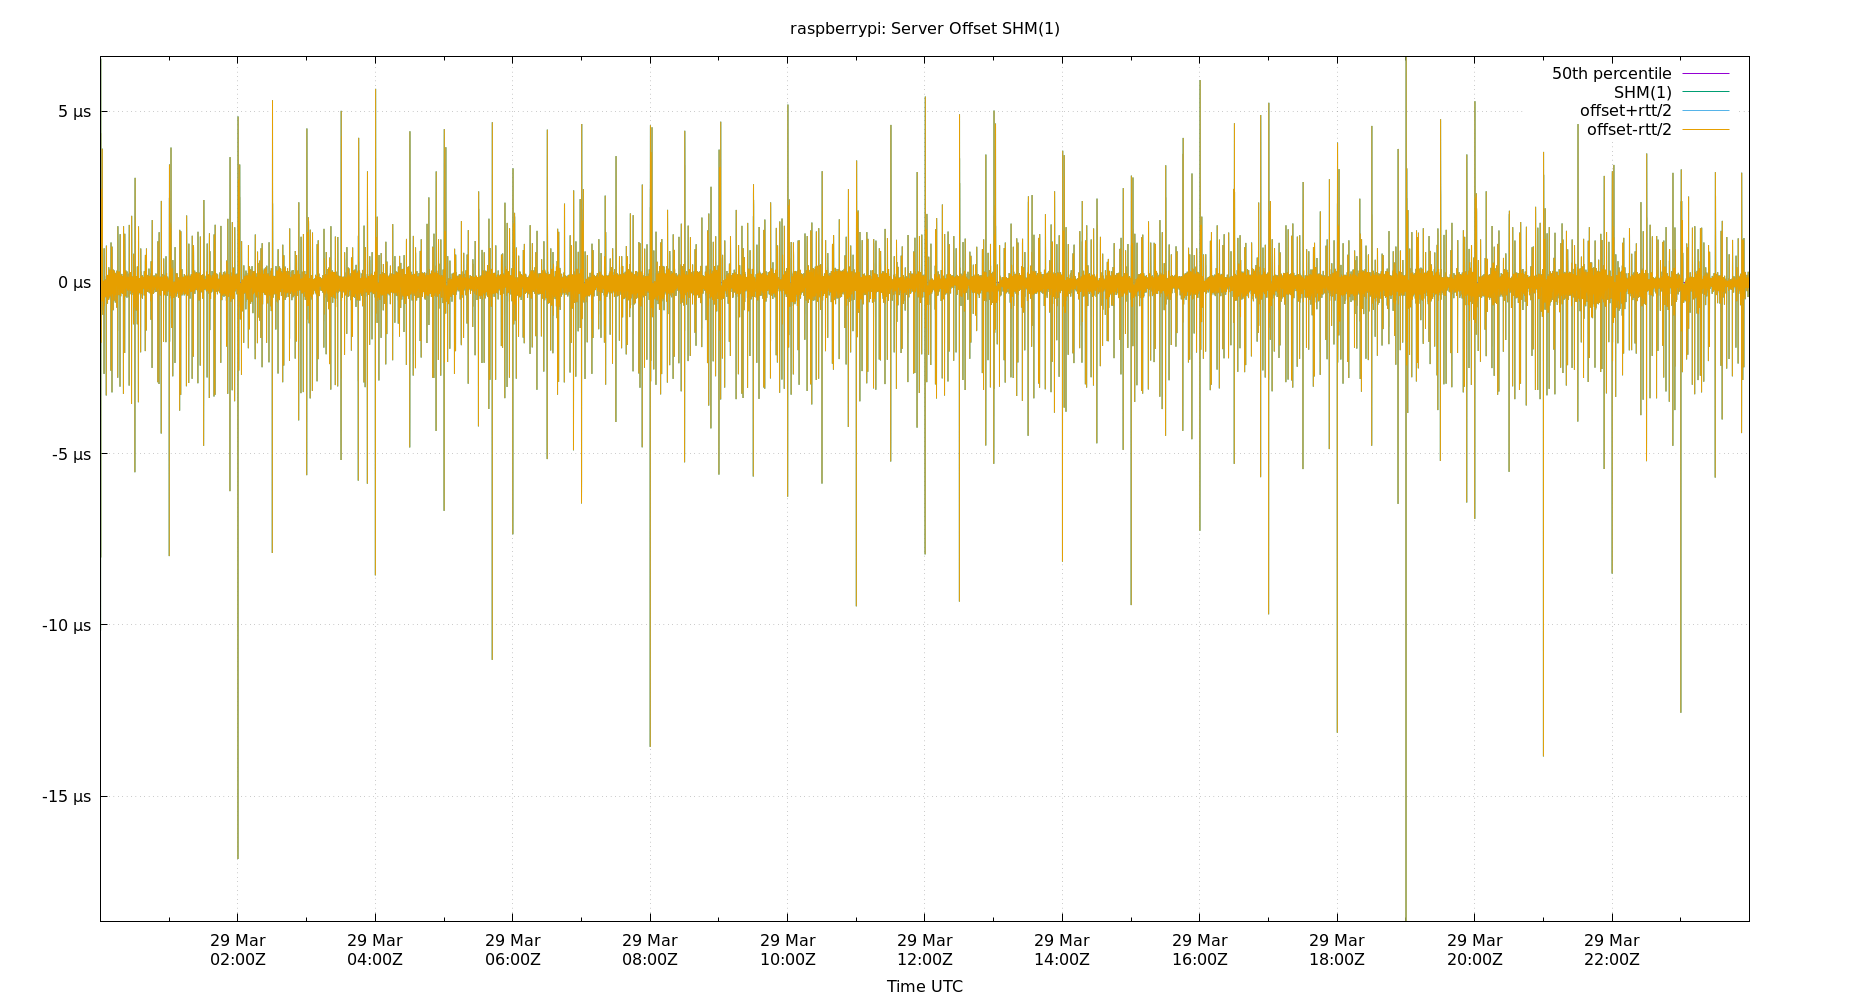 raspberrypi: Server Offset SHM(1)
50th percentile
SHM(1)
offset+rtt/2
offset-rtt/2
5 µs
0 µs
-5 µs
-10 µs
-15 µs
29 Mar 29 Mar 29 Mar 29 Mar 29 Mar 29 Mar 29 Mar 29 Mar 29 Mar 29 Mar 29 Mar
02:00Z 04:00Z 06:00Z 08:00Z 10:00Z 12:00Z 14:00Z 16:00Z 18:00Z 20:00Z 22:00Z
Time UTC